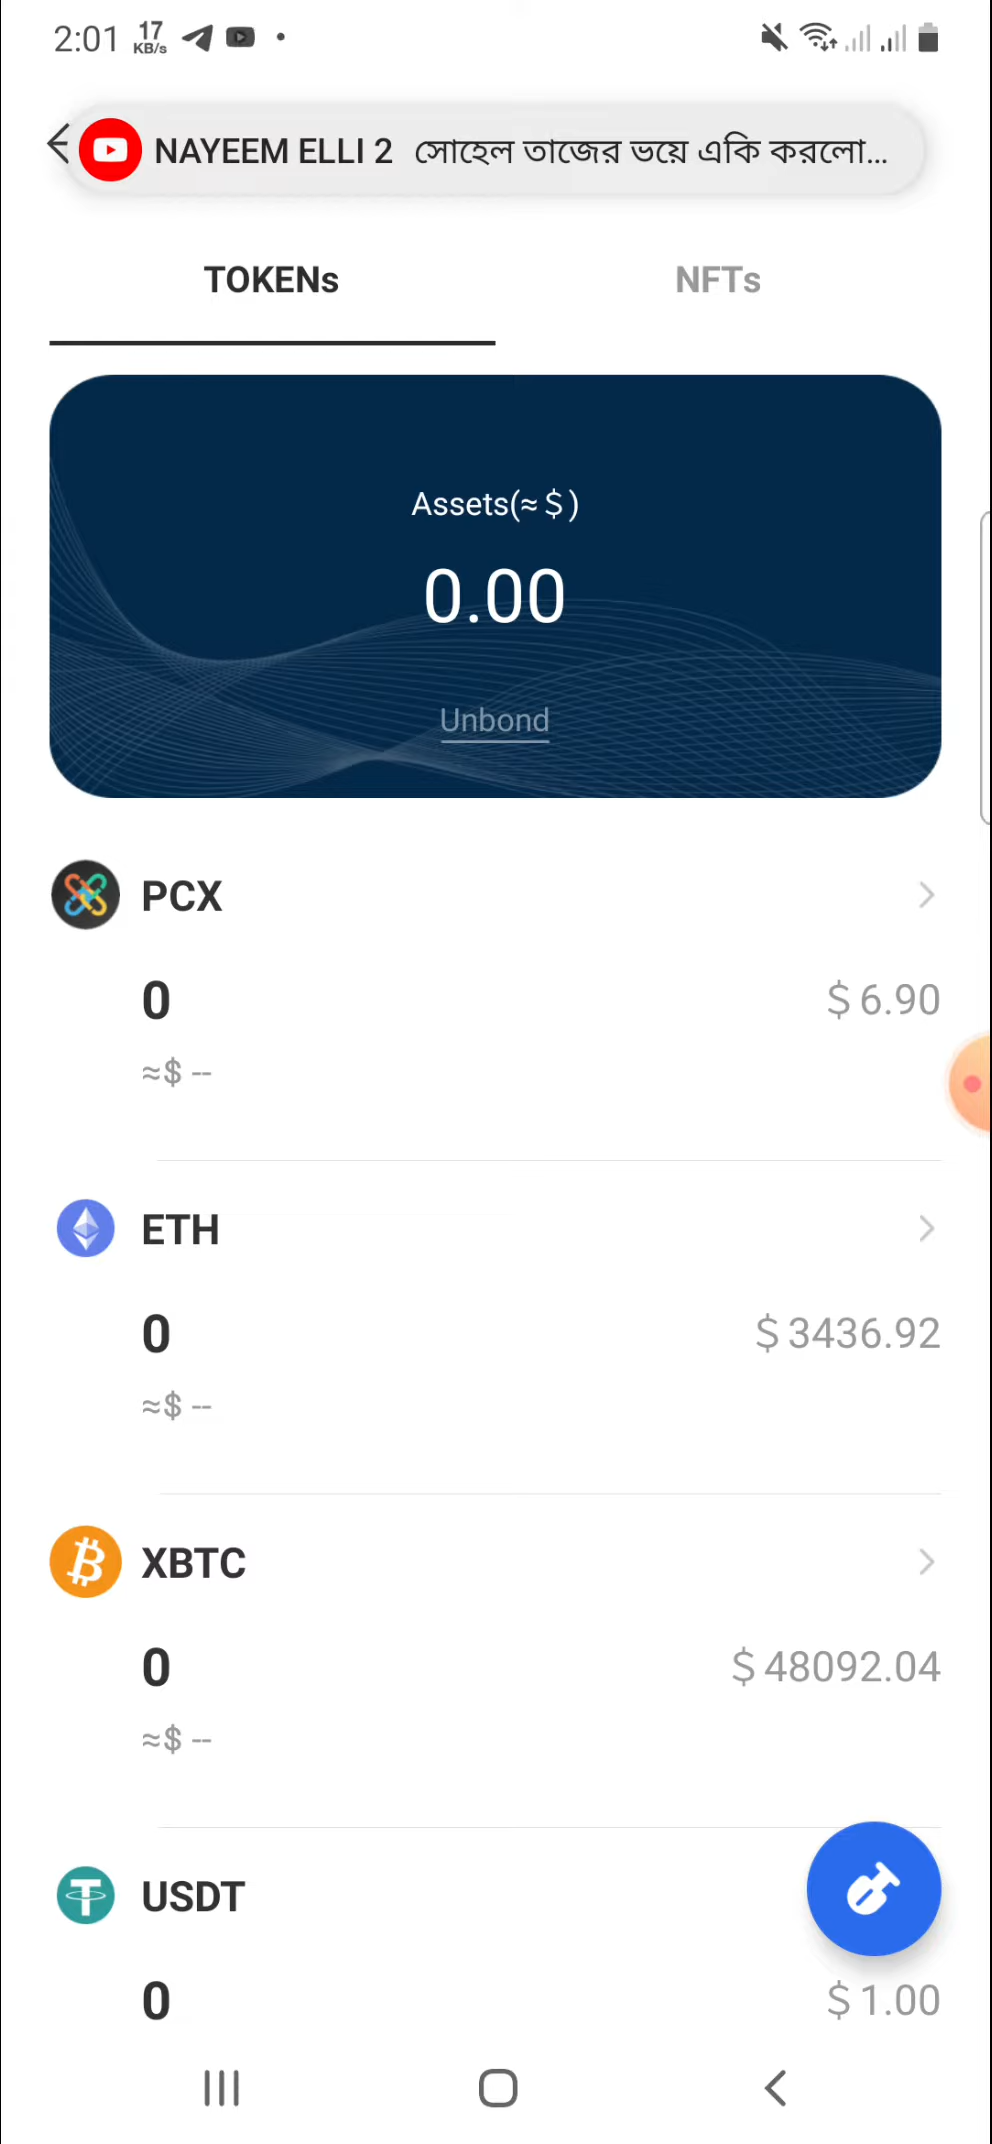 2:01 17 KB/s
NAYEEM ELLI 2 সোহেল তাজের ভয়ে একি করলো...
TOKENs NFTs
Assets(≈$)
0.00
Unbond
PCX
0 $6.90
≈$ --
ETH
0 $3436.92
≈$ --
XBTC
0 $48092.04
≈$ --
USDT
0 $1.00